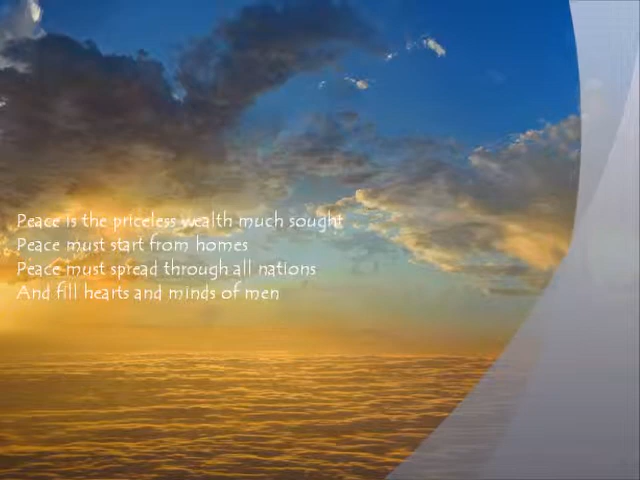 Peace is the priceless wealth much sought
Peace must start from homes
Peace must spread through all nations
And fill hearts and minds of men